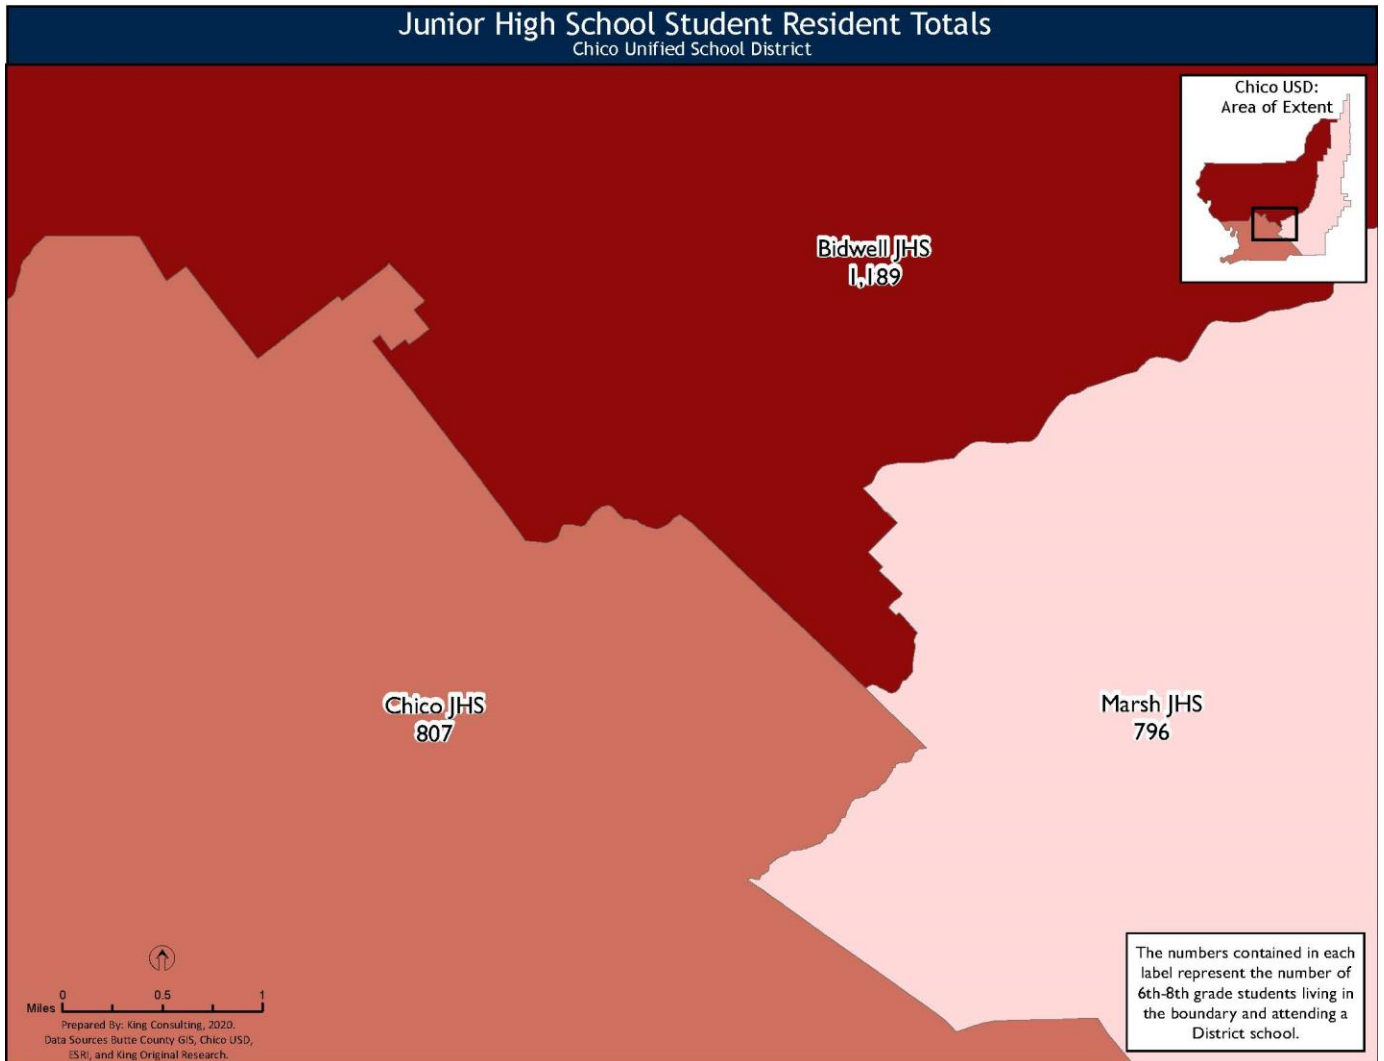 Junior High School Student Resident Totals
Chico Unified School District
Chico USD:
Area of Extent
Bidwell JHS
1,189
Chico JHS
807
Marsh JHS
796
0 0.5 1
Miles
Prepared By: King Consulting, 2020.
Data Sources Butte County GIS, Chico USD,
ESRI, and King Original Research.
The numbers contained in each
label represent the number of
6th-8th grade students living in
the boundary and attending a
District school.